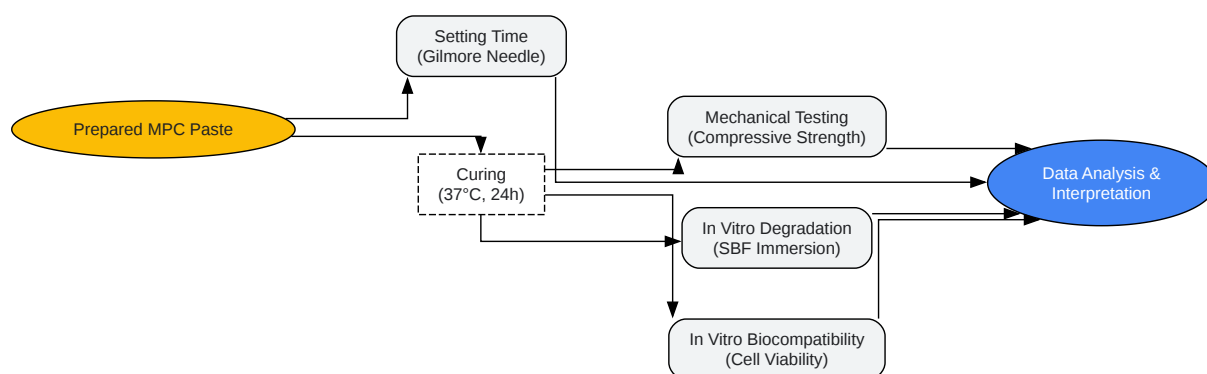 Setting Time
(Gilmore Needle)
Prepared MPC Paste
Curing
(37°C, 24h)
Mechanical Testing
(Compressive Strength)
In Vitro Degradation
(SBF Immersion)
In Vitro Biocompatibility
(Cell Viability)
Data Analysis &
Interpretation